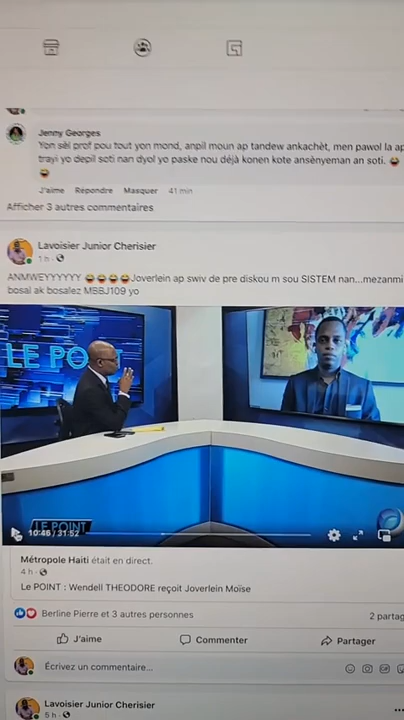 Jenny Georges
Yon sèl prof pou tout yon mond, anpil moun ap tandew ankachèt, men pawol la ap
trayi yo depil soti nan dyol yo paske nou déjà konen kote ansènyeman an soti. 😂
😂
J'aime Répondre Masquer 41 min
Afficher 3 autres commentaires
Lavoisier Junior Cherisier
1 h ·
ANMWEYYYYYY 😂😂😂😂Joverlein ap swiv de pre diskou m sou SISTEM nan...mezanmi
bosal ak bosalez MBBJ109 yo
LE PO T
LE POINT
10:46 / 31:52
Métropole Haiti était en direct.
4 h ·
Le POINT : Wendell THEODORE reçoit Joverlein Moïse
Berline Pierre et 3 autres personnes
2 partag
J'aime
Commenter
Partager
Écrivez un commentaire...
GIF
Lavoisier Junior Cherisier
5 h ·